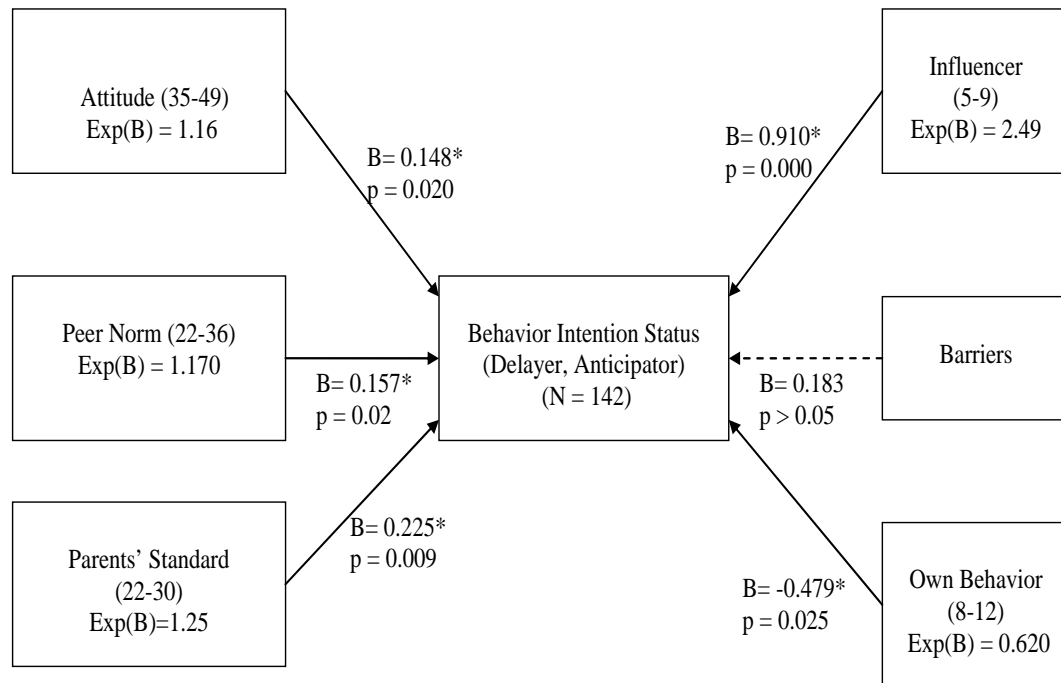 Attitude (35-49)
Exp(B) = 1.16
B= 0.148*
p = 0.020
Peer Norm (22-36)
Exp(B) = 1.170
B= 0.157*
p = 0.02
Parents’ Standard
(22-30)
Exp(B)=1.25
B= 0.225*
p = 0.009
Behavior Intention Status
(Delayer, Anticipator)
(N = 142)
Influencer
(5-9)
Exp(B) = 2.49
B= 0.910*
p = 0.000
Barriers
B= 0.183
p > 0.05
Own Behavior
(8-12)
Exp(B) = 0.620
B= -0.479*
p = 0.025